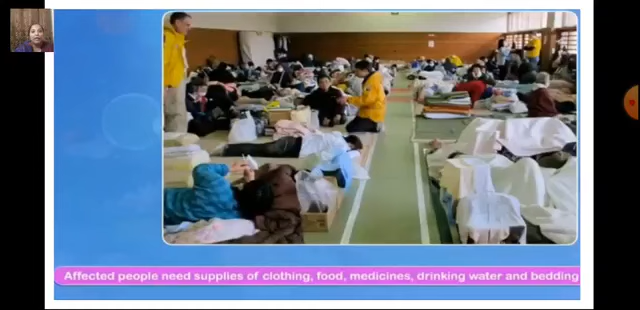 Affected people need supplies of clothing, food, medicines, drinking water and bedding